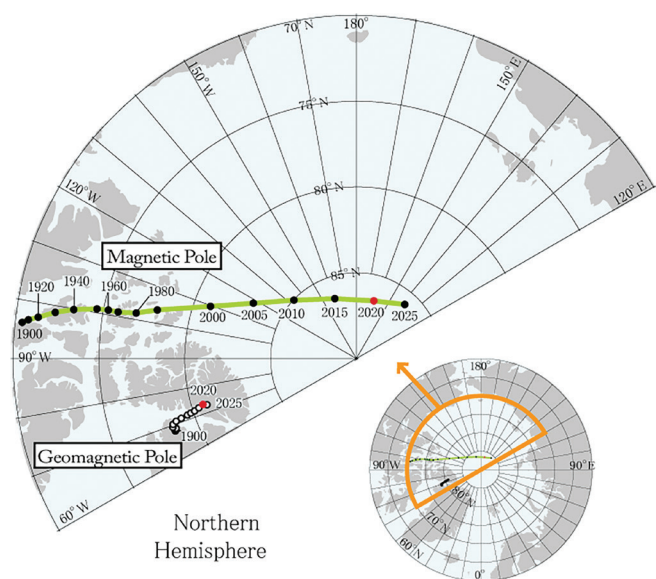 70°N
180°
150°W
150°E
75°N
120°W
80°N
120°E
Magnetic Pole
85°N
1920
1940
1960
1980
1900
2000
2005
2010
2015
2020
2025
90°W
2020
2025
1900
Geomagnetic Pole
60°W
Northern
Hemisphere
180°
90°W
90°E
80°N
70°N
60°N
0°